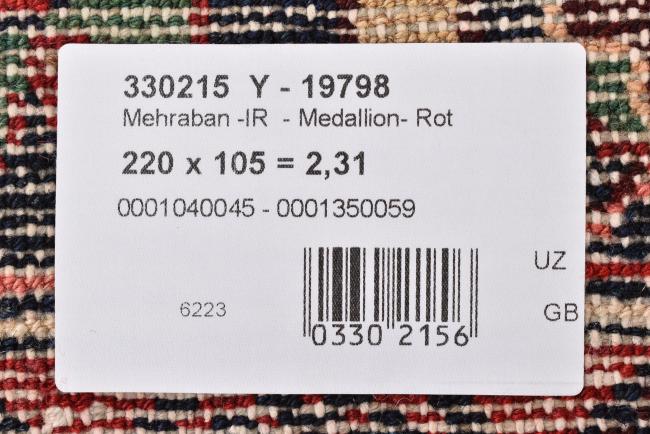 330215 Y - 19798
Mehraban -IR - Medallion- Rot
220 x 105 = 2,31
0001040045 - 0001350059
UZ
6223
GB
0330 2156